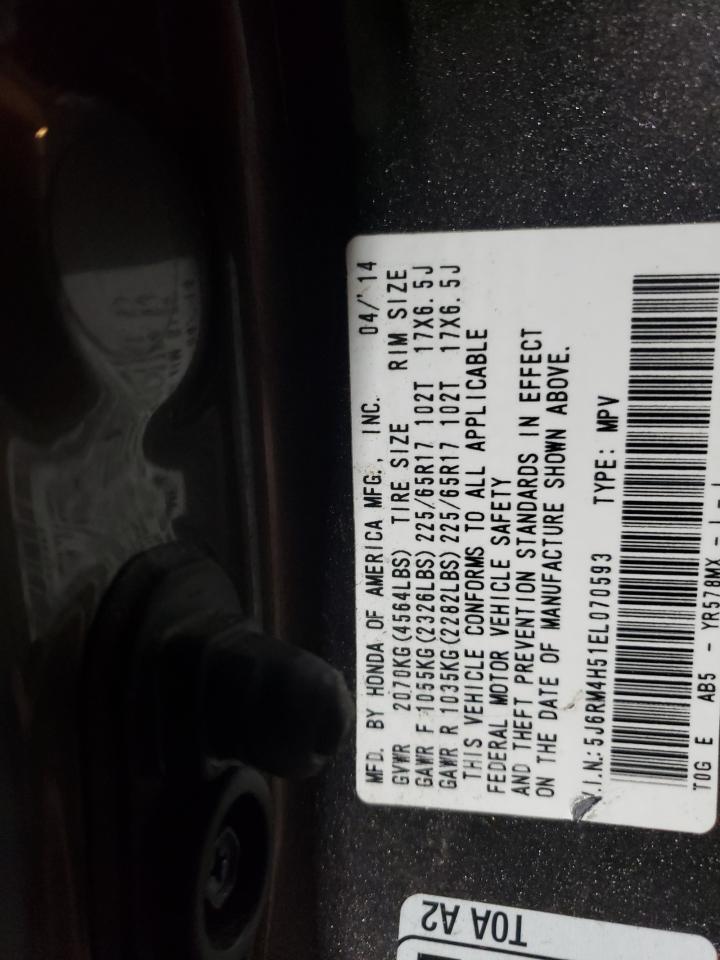 MFD. BY HONDA OF AMERICA MFG., INC. 04/'14
GVWR 2070KG(4564LBS) TIRE SIZE RIM SIZE
GAWR F 1055KG(2326LBS) 225/65R17 102T 17X6.5J
GAWR R 1035KG(2282LBS) 225/65R17 102T 17X6.5J
THIS VEHICLE CONFORMS TO ALL APPLICABLE
FEDERAL MOTOR VEHICLE SAFETY
AND THEFT PREVENTION STANDARDS IN EFFECT
ON THE DATE OF MANUFACTURE SHOWN ABOVE.
V.I.N.: 5J6RM4H51EL070593 TYPE: MPV
T0G E AB5 - YR578MX -
T0A A2